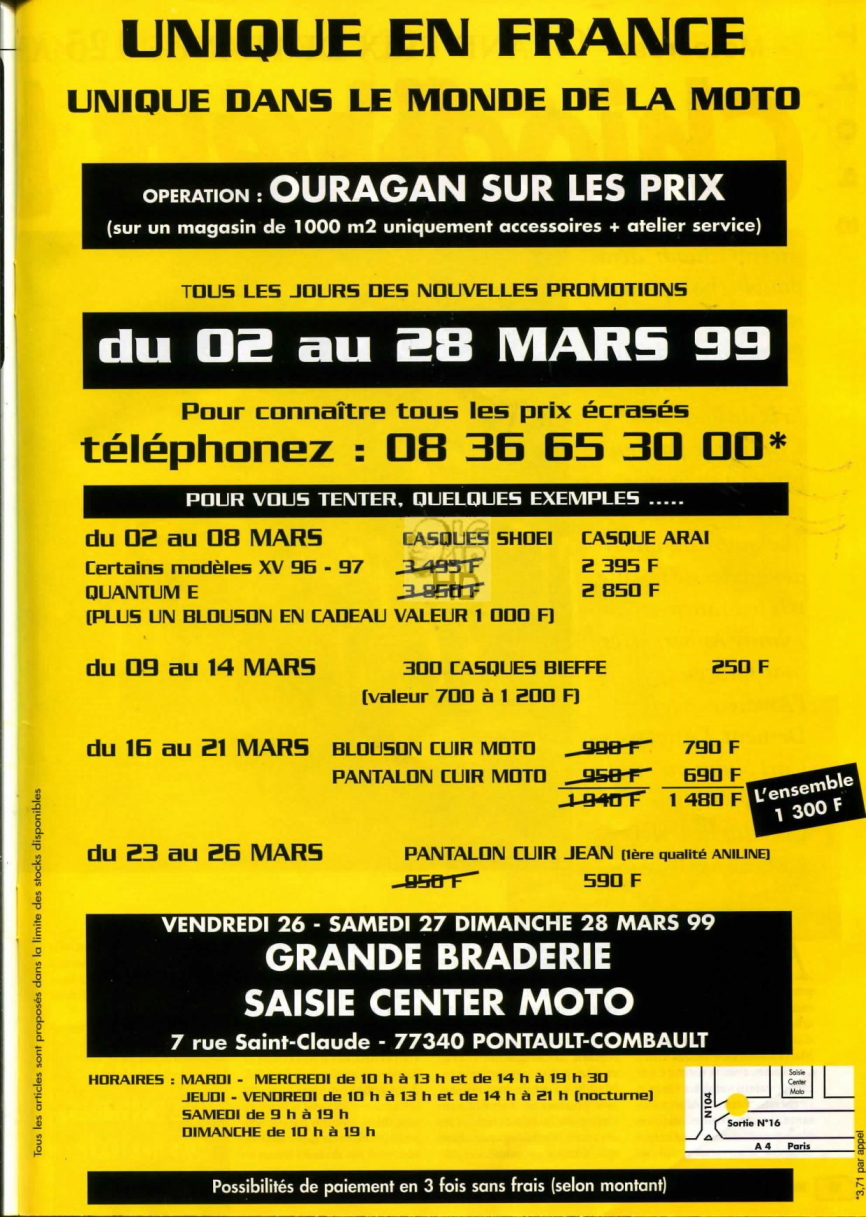 UNIQUE EN FRANCE
UNIQUE DANS LE MONDE DE LA MOTO
OPERATION : OURAGAN SUR LES PRIX
(sur un magasin de 1000 m2 uniquement accessoires + atelier service)
TOUS LES JOURS DES NOUVELLES PROMOTIONS
du 02 au 28 MARS 99
Pour connaître tous les prix écrasés
téléphonez : 08 36 65 30 00*
POUR VOUS TENTER, QUELQUES EXEMPLES .....
du 02 au 08 MARS CASQUES SHOEI CASQUE ARAI
Certains modèles XV 96 - 97 3 495 F 2 395 F
QUANTUM E 3 850 F 2 850 F
(PLUS UN BLOUSON EN CADEAU VALEUR 1 000 F)
du 09 au 14 MARS 300 CASQUES BIEFFE 250 F
(valeur 700 à 1 200 F)
du 16 au 21 MARS BLOUSON CUIR MOTO 990 F 790 F
PANTALON CUIR MOTO 950 F 690 F
1 940 F 1 480 F
L'ensemble
1 300 F
du 23 au 26 MARS PANTALON CUIR JEAN (1ère qualité ANILINE)
950 F 590 F
VENDREDI 26 - SAMEDI 27 DIMANCHE 28 MARS 99
GRANDE BRADERIE
SAISIE CENTER MOTO
7 rue Saint-Claude - 77340 PONTAULT-COMBAULT
HORAIRES : MARDI - MERCREDI de 10 h à 13 h et de 14 h à 19 h 30
JEUDI - VENDREDI de 10 h à 13 h et de 14 h à 21 h (nocturne)
SAMEDI de 9 h à 19 h
DIMANCHE de 10 h à 19 h
Saisie
Center
Moto
N104
Sortie N°16
A 4 Paris
Possibilités de paiement en 3 fois sans frais (selon montant)
Tous les articles sont proposés dans la limite des stocks disponibles
*3,71 par appel